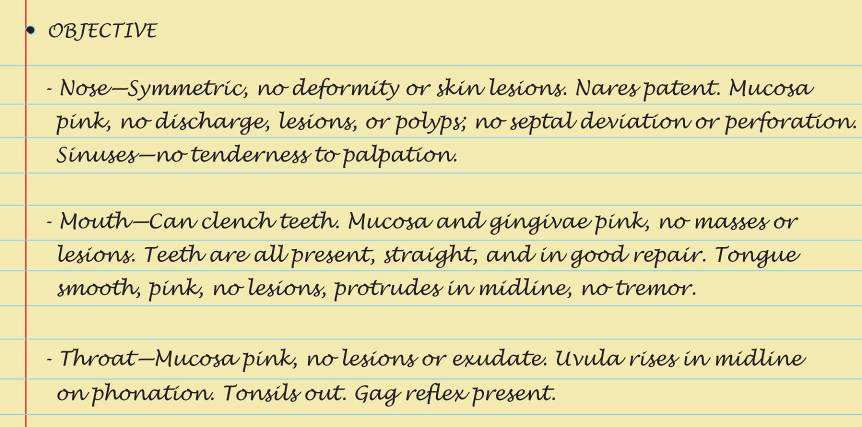 • OBJECTIVE
- Nose—Symmetric, no deformity or skin lesions. Nares patent. Mucosa
pink, no discharge, lesions, or polyps; no septal deviation or perforation.
Sinuses—no tenderness to palpation.
- Mouth—Can clench teeth. Mucosa and gingivae pink, no masses or
lesions. Teeth are all present, straight, and in good repair. Tongue
smooth, pink, no lesions, protrudes in midline, no tremor.
- Throat—Mucosa pink, no lesions or exudate. Uvula rises in midline
on phonation. Tonsils out. Gag reflex present.